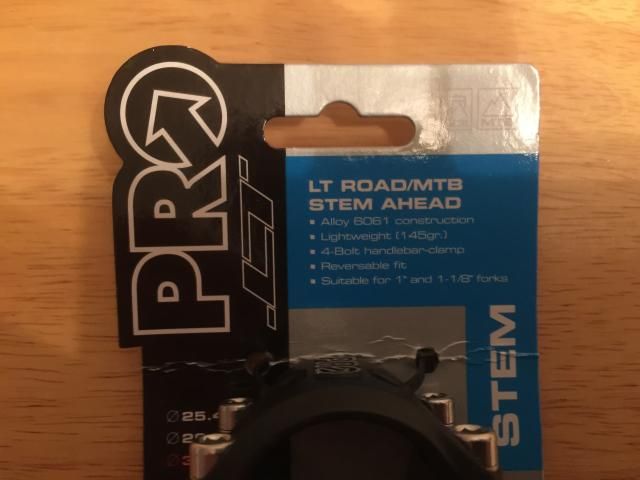 PRO
LT
LT ROAD/MTB
STEM AHEAD
Alloy 6061 construction
Lightweight (145gr.)
4-Bolt handlebar-clamp
Reversable fit
Suitable for 1" and 1-1/8" forks
STEM
PRO